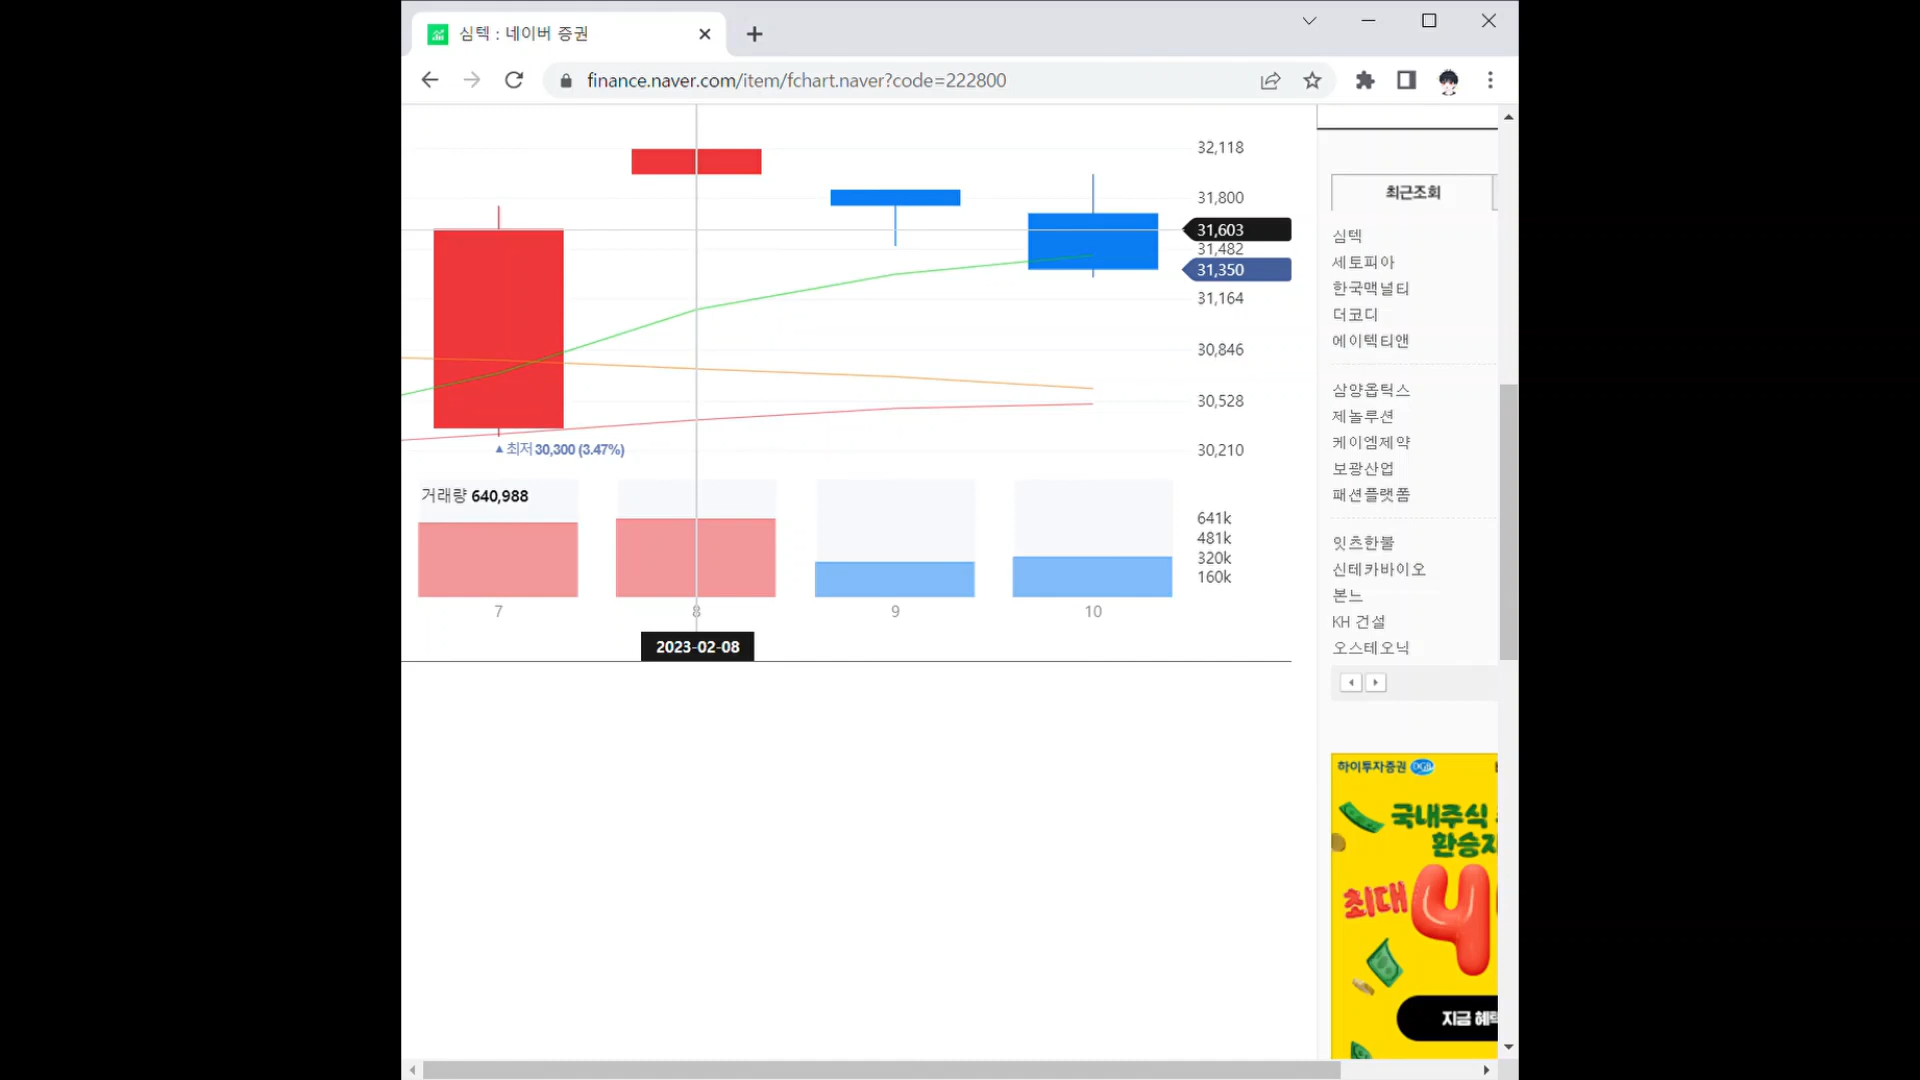 심텍 : 네이버 증권
finance.naver.com/item/fchart.naver?code=222800
32,118
31,800
31,603
31,482
31,350
31,164
30,846
30,528
30,210
▲최저 30,300 (3.47%)
거래량 640,988
641k
481k
320k
160k
7 8 9 10
2023-02-08
최근조회
심텍
세토피아
한국맥널티
더코디
에이텍티앤
삼양옵틱스
제놀루션
케이엠제약
보광산업
패션플랫폼
잇츠한불
신테카바이오
본느
KH 건설
오스테오닉
하이투자증권 DGB
국내주식
환승
최대 4
지금 혜